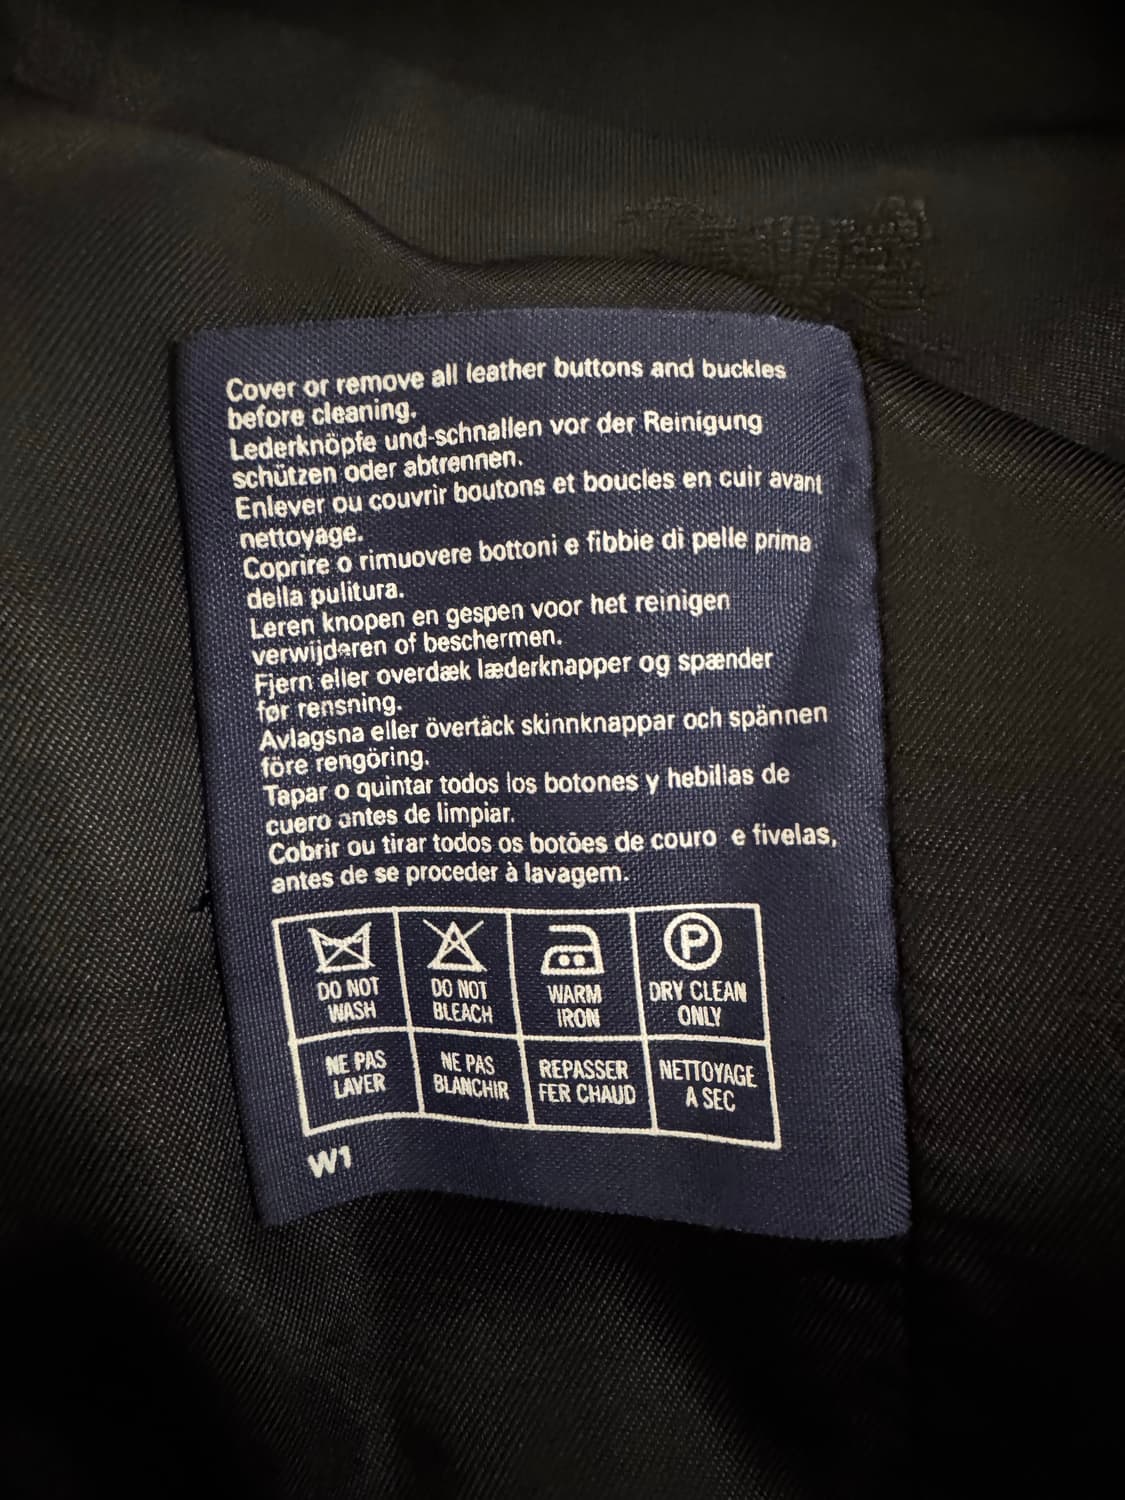 Cover or remove all leather buttons and buckles
before cleaning.
Lederknöpfe und-schnallen vor der Reinigung
schützen oder abtrennen.
Enlever ou couvrir boutons et boucles en cuir avant
nettoyage.
Coprire o rimuovere bottoni e fibbie di pelle prima
della pulitura.
Leren knopen en gespen voor het reinigen
verwijderen of beschermen.
Fjern eller overdæk læderknapper og spænder
før rensning.
Avlagsna eller övertäck skinnknappar och spännen
före rengöring.
Tapar o quintar todos los botones y hebillas de
cuero antes de limpiar.
Cobrir ou tirar todos os botões de couro e fivelas,
antes de se proceder à lavagem.
P
DO NOT WASH
DO NOT BLEACH
WARM IRON
DRY CLEAN ONLY
NE PAS LAVER
NE PAS BLANCHIR
REPASSER FER CHAUD
NETTOYAGE A SEC
W1